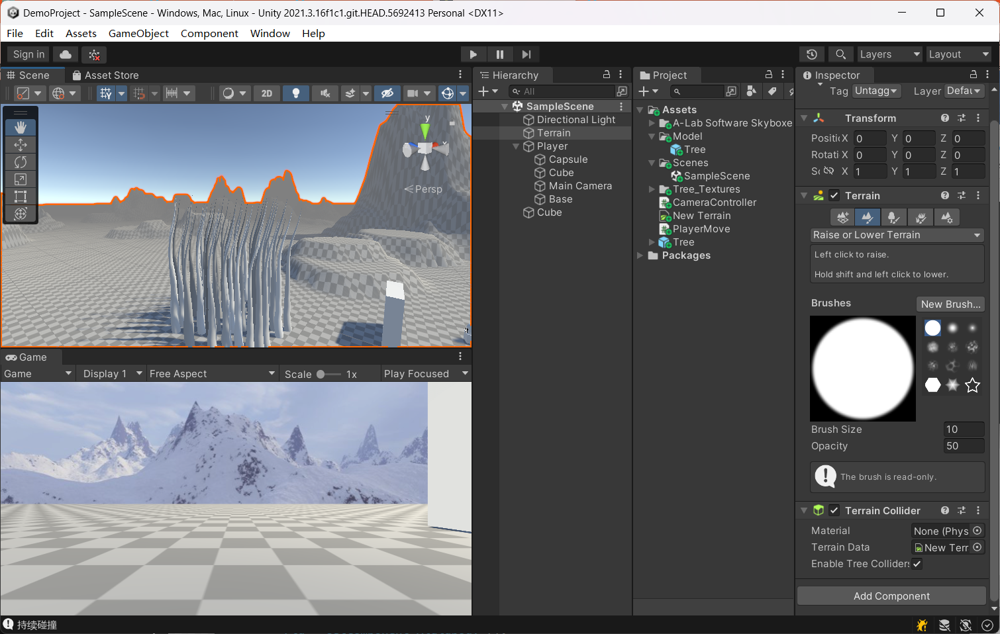 DemoProject - SampleScene - Windows, Mac, Linux - Unity 2021.3.16f1c1.git.HEAD.5692413 Personal <DX11>
File Edit Assets GameObject Component Window Help
Sign in
Layers
Layout
Scene
Asset Store
2D
y
x
Persp
Game
Game
Display 1
Free Aspect
Scale
1x
Play Focused
Hierarchy
All
SampleScene
Directional Light
Terrain
Player
Capsule
Cube
Main Camera
Base
Cube
Project
Assets
A-Lab Software Skyboxe
Model
Tree
Scenes
SampleScene
Tree_Textures
CameraController
New Terrain
PlayerMove
Tree
Packages
Inspector
Tag Untagg Layer Defau
Transform
Positic X 0 Y 0 Z 0
Rotati X 0 Y 0 Z 0
Sc X 1 Y 1 Z 1
Terrain
Raise or Lower Terrain
Left click to raise.
Hold shift and left click to lower.
Brushes
New Brush...
Brush Size 10
Opacity 50
The brush is read-only.
Terrain Collider
Material None (Phys
Terrain Data New Terr
Enable Tree Colliders
Add Component
持续碰撞